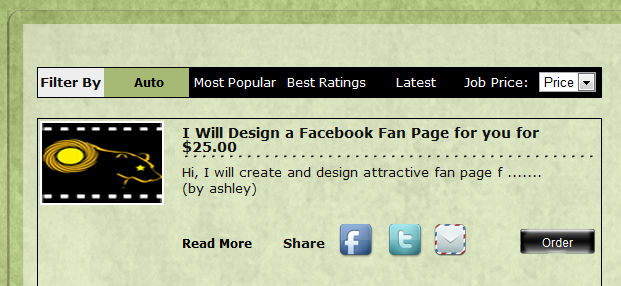 Filter By Auto Most Popular Best Ratings Latest Job Price: Price
I Will Design a Facebook Fan Page for you for
$25.00
Hi, I will create and design attractive fan page f .......
(by ashley)
Read More Share f t Order